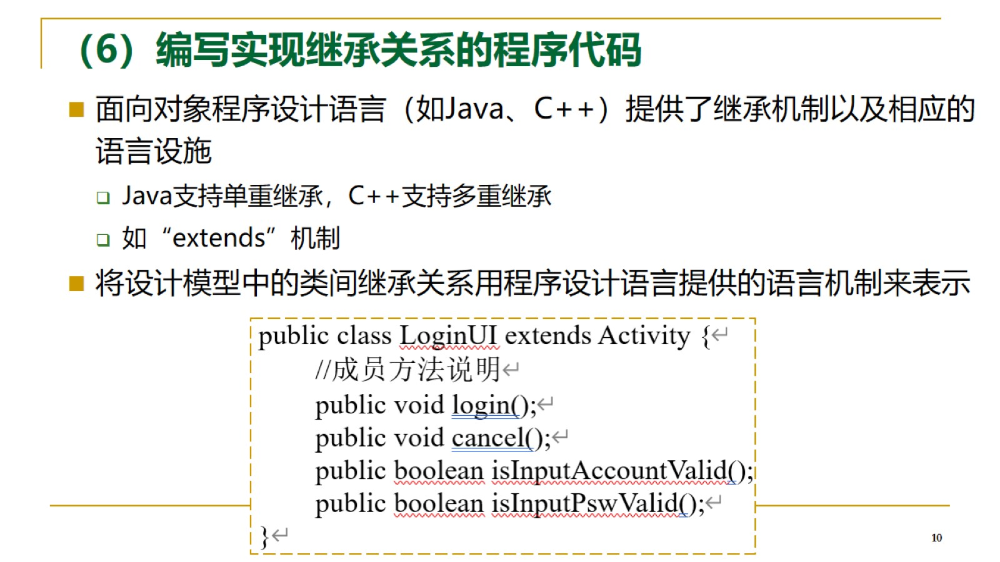 （6）编写实现继承关系的程序代码
面向对象程序设计语言（如Java、C++）提供了继承机制以及相应的
语言设施
Java支持单重继承，C++支持多重继承
如“extends”机制
将设计模型中的类间继承关系用程序设计语言提供的语言机制来表示
public class LoginUI extends Activity {↵
//成员方法说明↵
public void login();↵
public void cancel();↵
public boolean isInputAccountValid();
public boolean isInputPswValid();↵
}↵
10